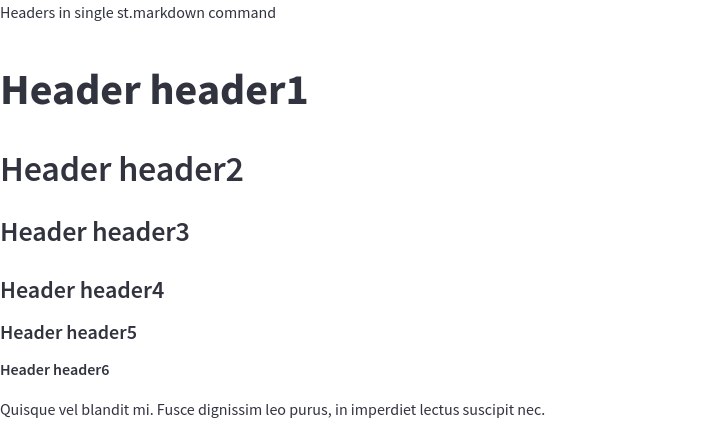 Headers in single st.markdown command
Header header1
Header header2
Header header3
Header header4
Header header5
Header header6
Quisque vel blandit mi. Fusce dignissim leo purus, in imperdiet lectus suscipit nec.